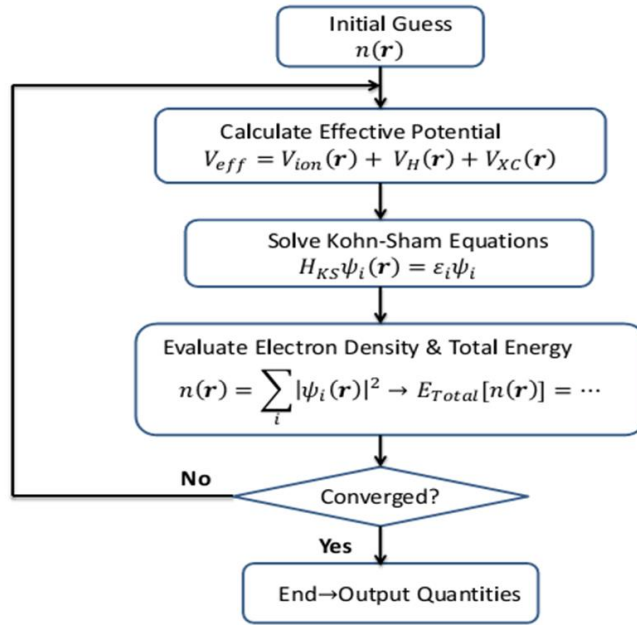 Initial Guess
n(r)
Calculate Effective Potential
V_eff = V_ion(r) + V_H(r) + V_XC(r)
Solve Kohn-Sham Equations
H_KS ψ_i(r) = ε_i ψ_i
Evaluate Electron Density & Total Energy
n(r) = ∑_i |ψ_i(r)|² → E_Total[n(r)] = ⋯
No
Converged?
Yes
End→Output Quantities